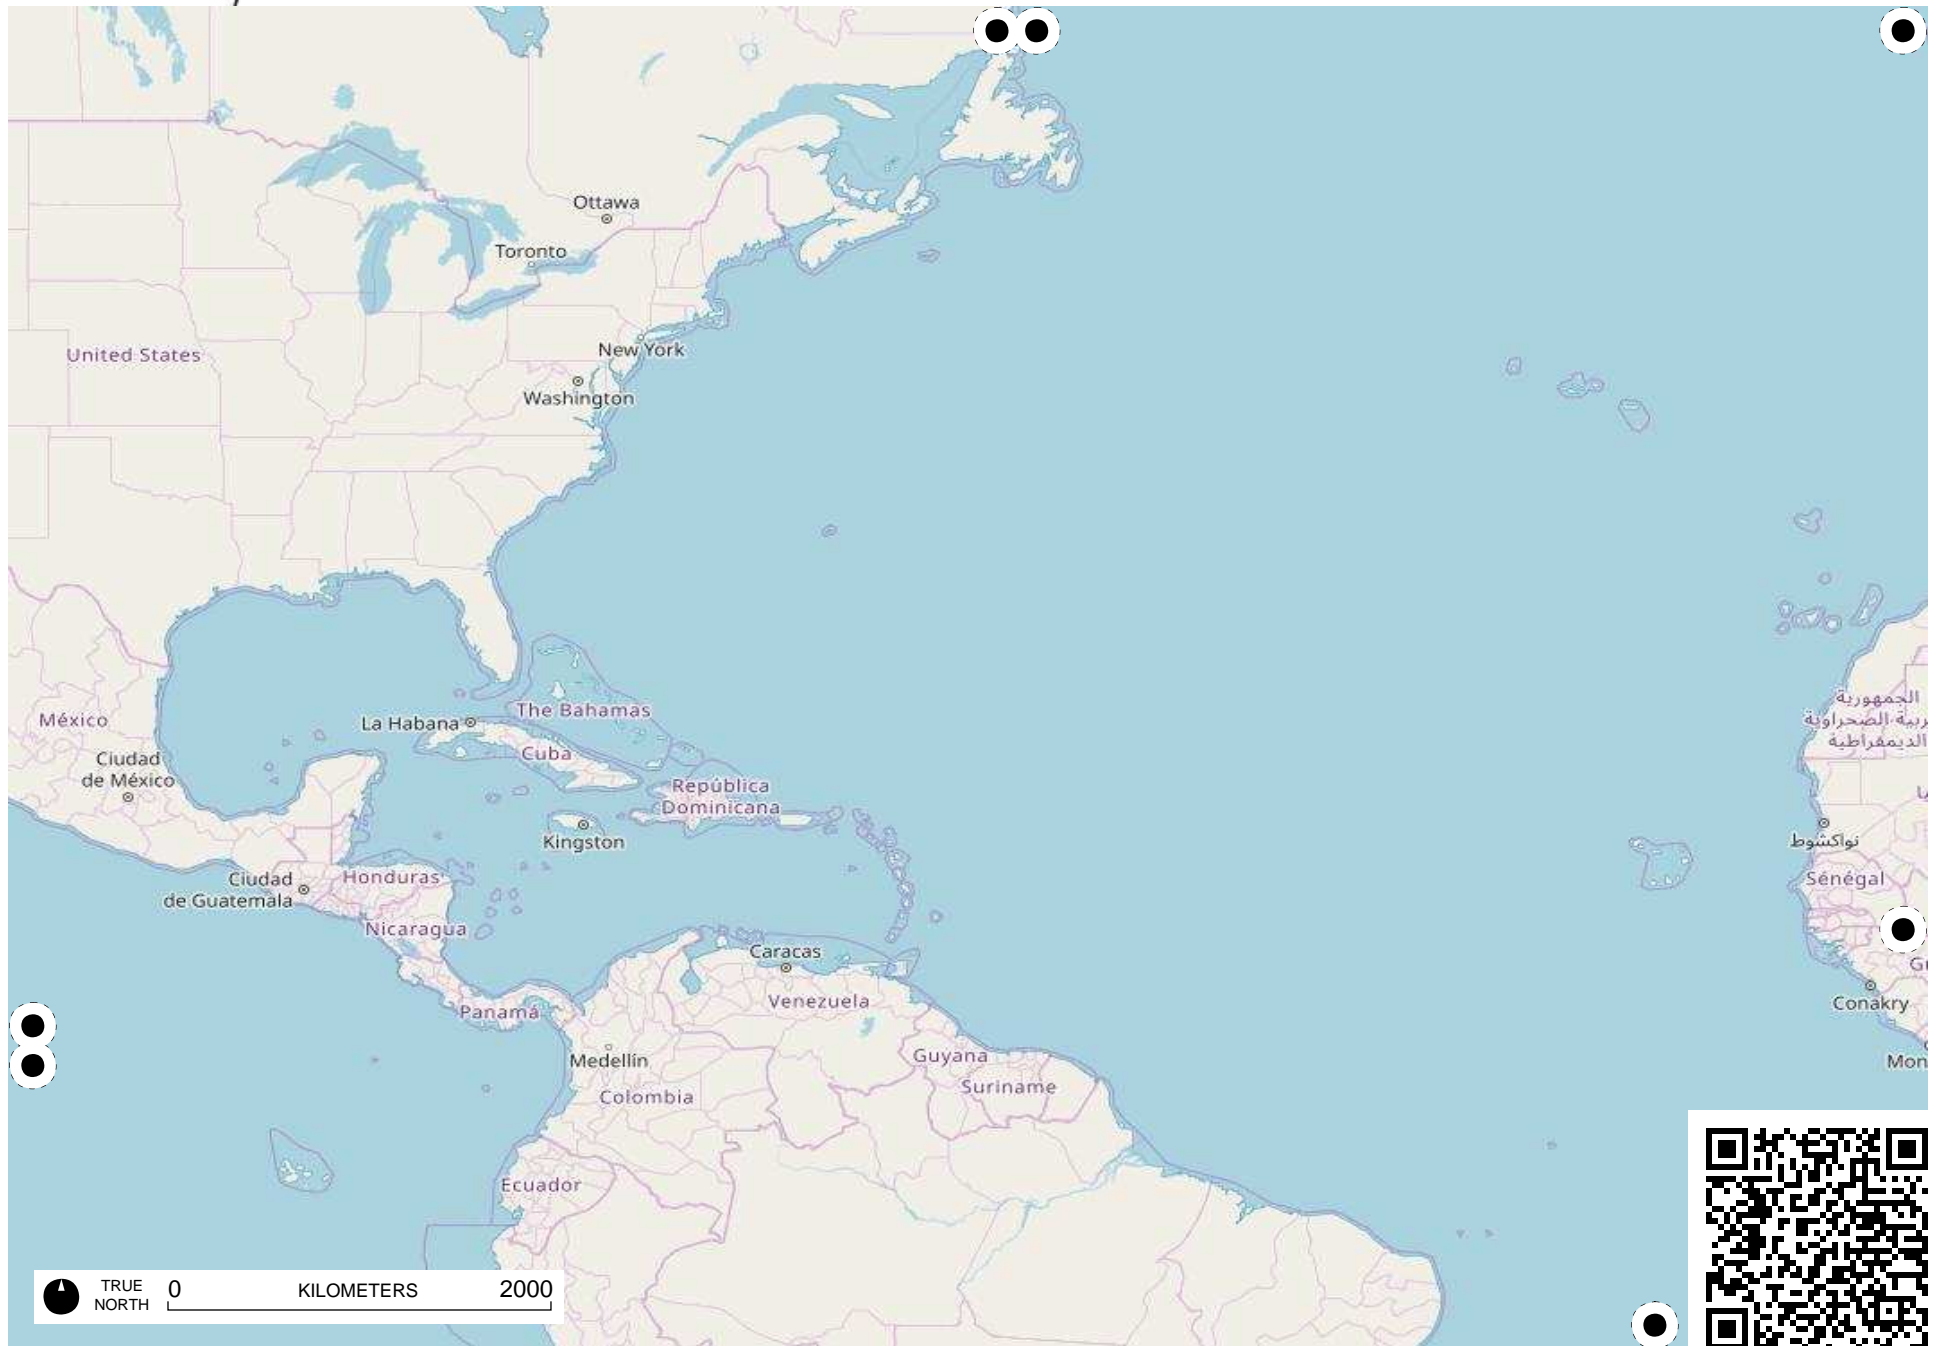 Ottawa
Toronto
United States
New York
Washington
México
La Habana
The Bahamas
Ciudad
de México
Cuba
República
Dominicana
Kingston
الجمهورية
ربية الصحراوية
الديمقراطية
نواكشوط
Sénégal
Ciudad
de Guatemala
Honduras
Nicaragua
Caracas
Venezuela
Panamá
Conakry
Medellín
Guyana
Suriname
Colombia
Mon
Ecuador
TRUE
NORTH
0 KILOMETERS 2000